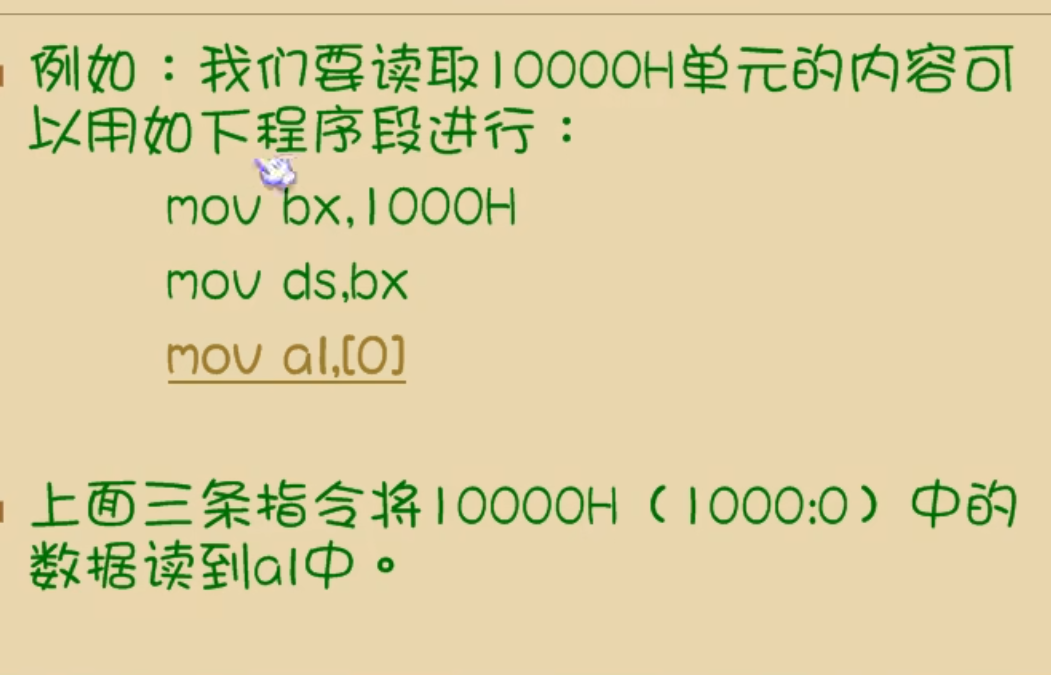 例如：我们要读取10000H单元的内容可
以用如下程序段进行：
mov bx,1000H
mov ds,bx
mov al,[0]
上面三条指令将10000H（1000:0）中的
数据读到al中。